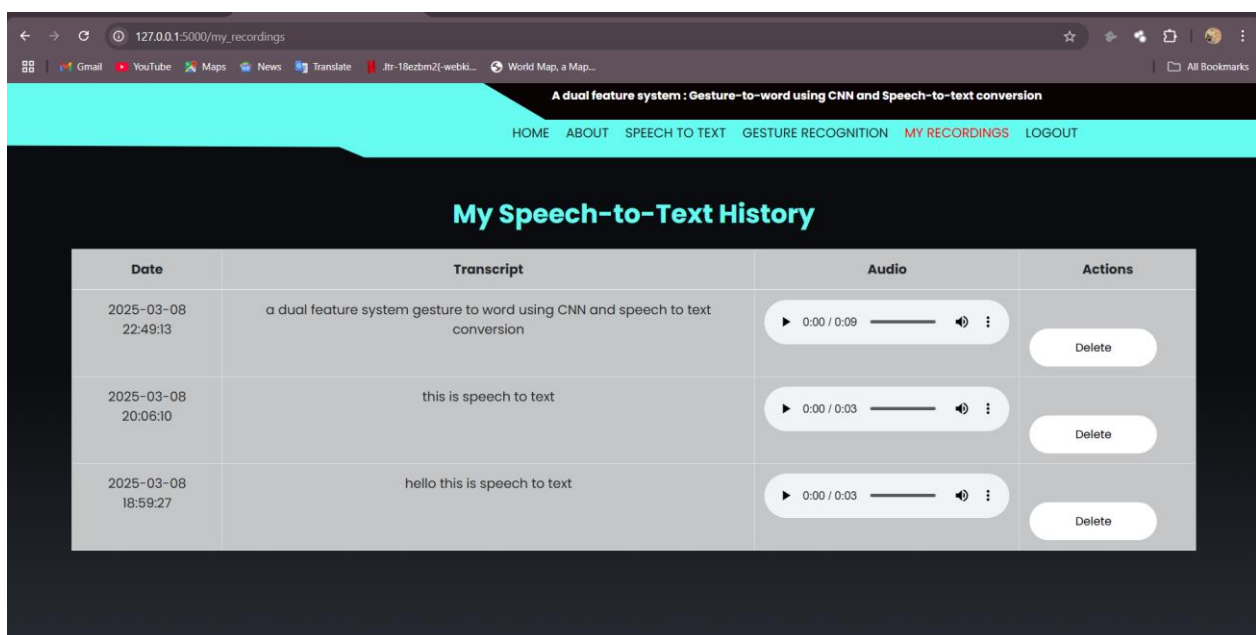 127.0.0.1:5000/my_recordings
Gmail YouTube Maps News Translate .ltr-18ezbm2{-webki... World Map, a Map... All Bookmarks
A dual feature system : Gesture-to-word using CNN and Speech-to-text conversion
HOME ABOUT SPEECH TO TEXT GESTURE RECOGNITION MY RECORDINGS LOGOUT
My Speech-to-Text History
Date Transcript Audio Actions
2025-03-08
22:49:13
a dual feature system gesture to word using CNN and speech to text
conversion
0:00 / 0:09
Delete
2025-03-08
20:06:10
this is speech to text
0:00 / 0:03
Delete
2025-03-08
18:59:27
hello this is speech to text
0:00 / 0:03
Delete